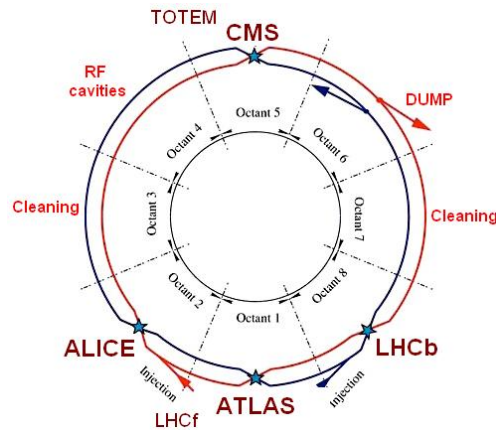 TOTEM
CMS
RF
cavities
DUMP
Octant 5
Octant 4
Octant 6
Cleaning
Octant 3
Octant 7
Cleaning
Octant 2
Octant 8
Octant 1
ALICE
LHCb
Injection
Injection
ATLAS
LHCf